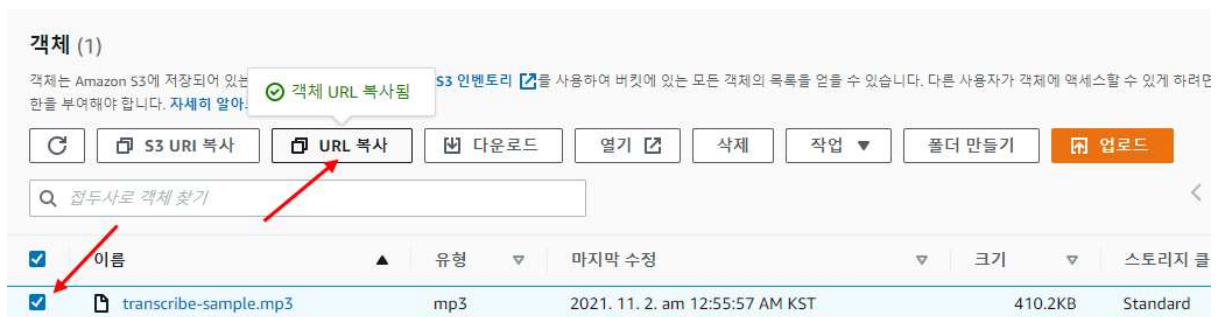 객체 (1)
객체는 Amazon S3에 저장되어 있는 S3 인벤토리 를 사용하여 버킷에 있는 모든 객체의 목록을 얻을 수 있습니다. 다른 사용자가 객체에 액세스할 수 있게 하려면
한을 부여해야 합니다. 자세히 알아
객체 URL 복사됨
S3 URI 복사 URL 복사 다운로드 열기 삭제 작업 폴더 만들기 업로드
접두사로 객체 찾기
이름 유형 마지막 수정 크기 스토리지 클
transcribe-sample.mp3 mp3 2021. 11. 2. am 12:55:57 AM KST 410.2KB Standard